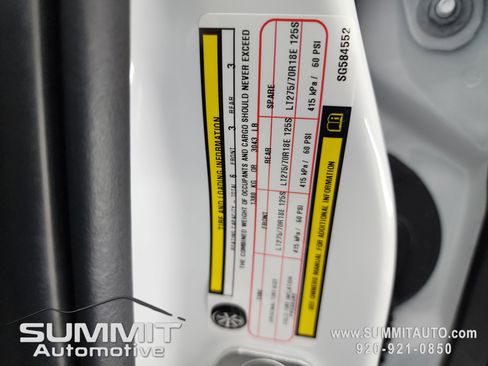 TIRE AND LOADING INFORMATION
SEATING CAPACITY - TOTAL 6 FRONT 3 REAR 3
THE COMBINED WEIGHT OF OCCUPANTS AND CARGO SHOULD NEVER EXCEED
1380 KG OR 3043 LB
TIRE FRONT REAR SPARE
ORIGINAL TIRE SIZE LT275/70R18E 125S LT275/70R18E 125S LT275/70R18E 125S
COLD TIRE INFLATION PRESSURE 415 kPa / 60 PSI 415 kPa / 60 PSI 415 kPa / 60 PSI
SEE OWNERS MANUAL FOR ADDITIONAL INFORMATION
SG584552
SUMMIT
Automotive
www.SUMMITAUTO.com
920-921-0850